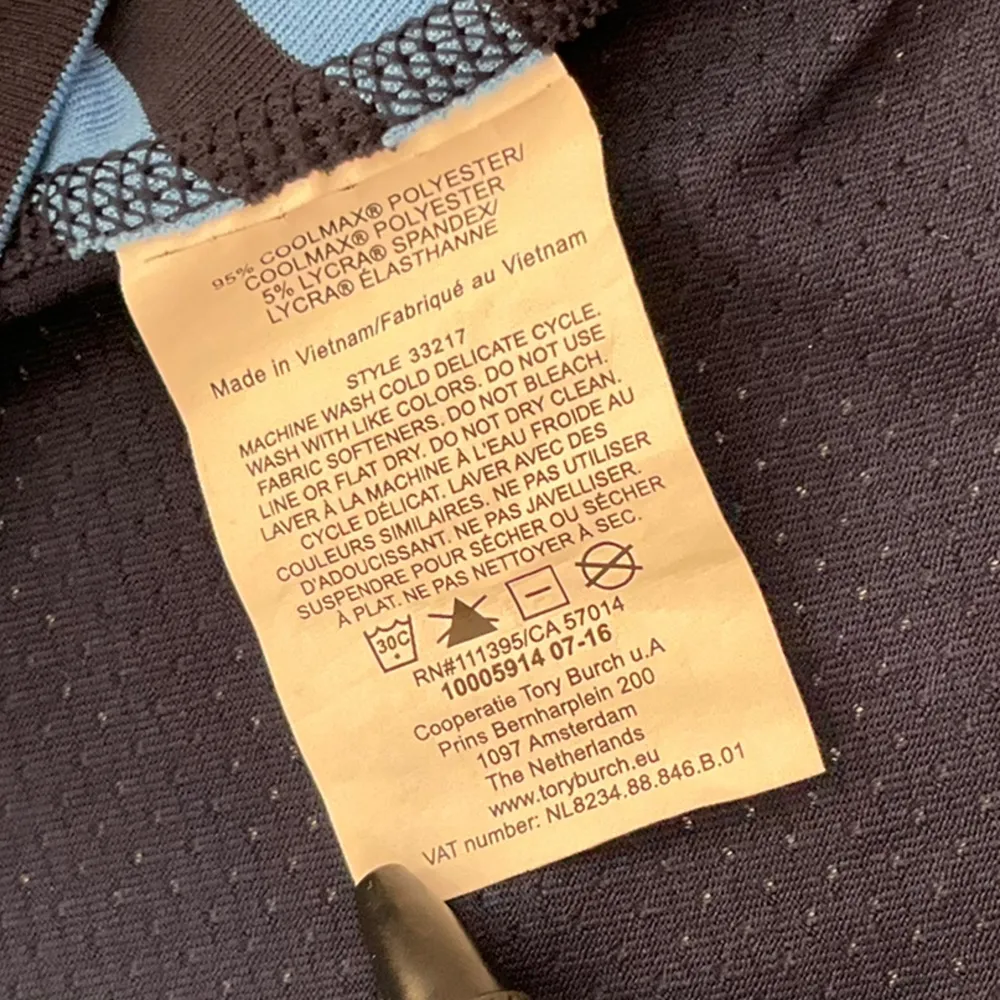 95% COOLMAX® POLYESTER/
COOLMAX® POLYESTER
5% LYCRA® SPANDEX/
LYCRA® ÉLASTHANNE
Made in Vietnam/Fabriqué au Vietnam
STYLE 33217
MACHINE WASH COLD DELICATE CYCLE.
WASH WITH LIKE COLORS. DO NOT USE
FABRIC SOFTENERS. DO NOT BLEACH.
LINE OR FLAT DRY. DO NOT DRY CLEAN.
LAVER À LA MACHINE À L'EAU FROIDE AU
CYCLE DÉLICAT. LAVER AVEC DES
COULEURS SIMILAIRES. NE PAS UTILISER
D'ADOUCISSANT. NE PAS JAVELLISER.
SUSPENDRE POUR SÉCHER OU SÉCHER
À PLAT. NE PAS NETTOYER À SEC.
30C
RN#111395/CA 57014
10005914 07-16
Cooperatie Tory Burch u.A
Prins Bernharplein 200
1097 Amsterdam
The Netherlands
www.toryburch.eu
VAT number: NL8234.88.846.B.01